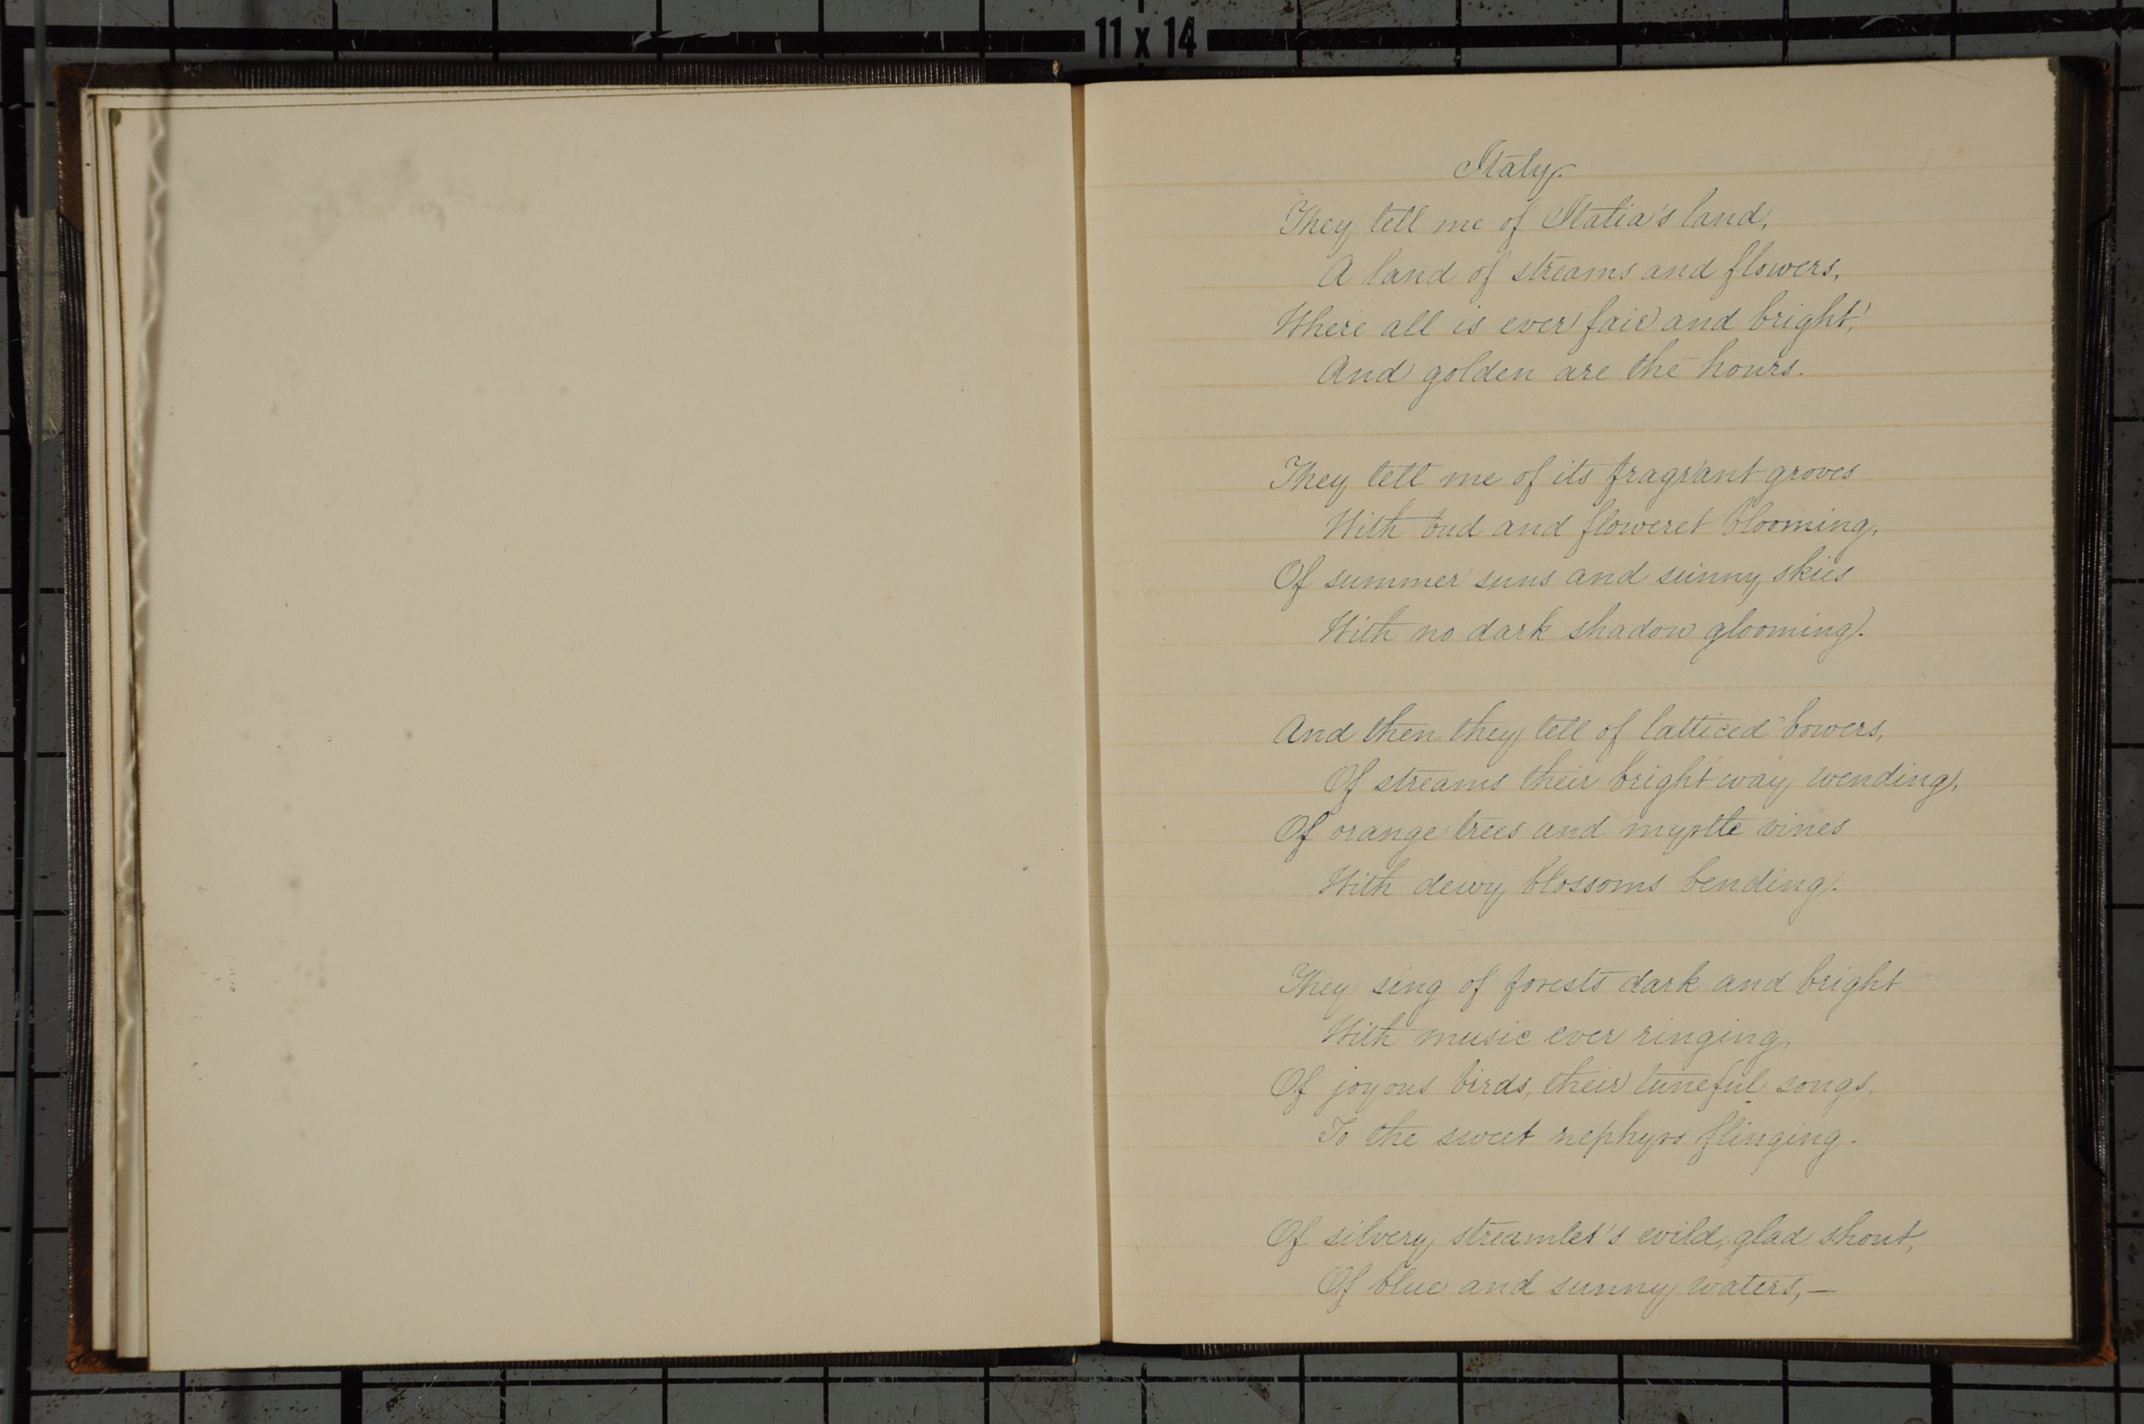 11 x 14
Italy.
They tell me of Italia's land,
A land of streams and flowers,
Where all is ever fair and bright,
And golden are the hours.
They tell me of its fragrant groves
With bud and floweret blooming,
Of summer suns and sunny skies
With no dark shadow glooming.
And then they tell of latticed bowers,
Of streams their bright way wending,
Of orange trees and myrtle vines
With dewy blossoms bending.
They sing of forests dark and bright
With music ever ringing,
Of joyous birds, their tuneful songs
To the sweet zephyrs flinging.
Of silvery streamlet's wild, glad shout,
Of blue and sunny waters,—